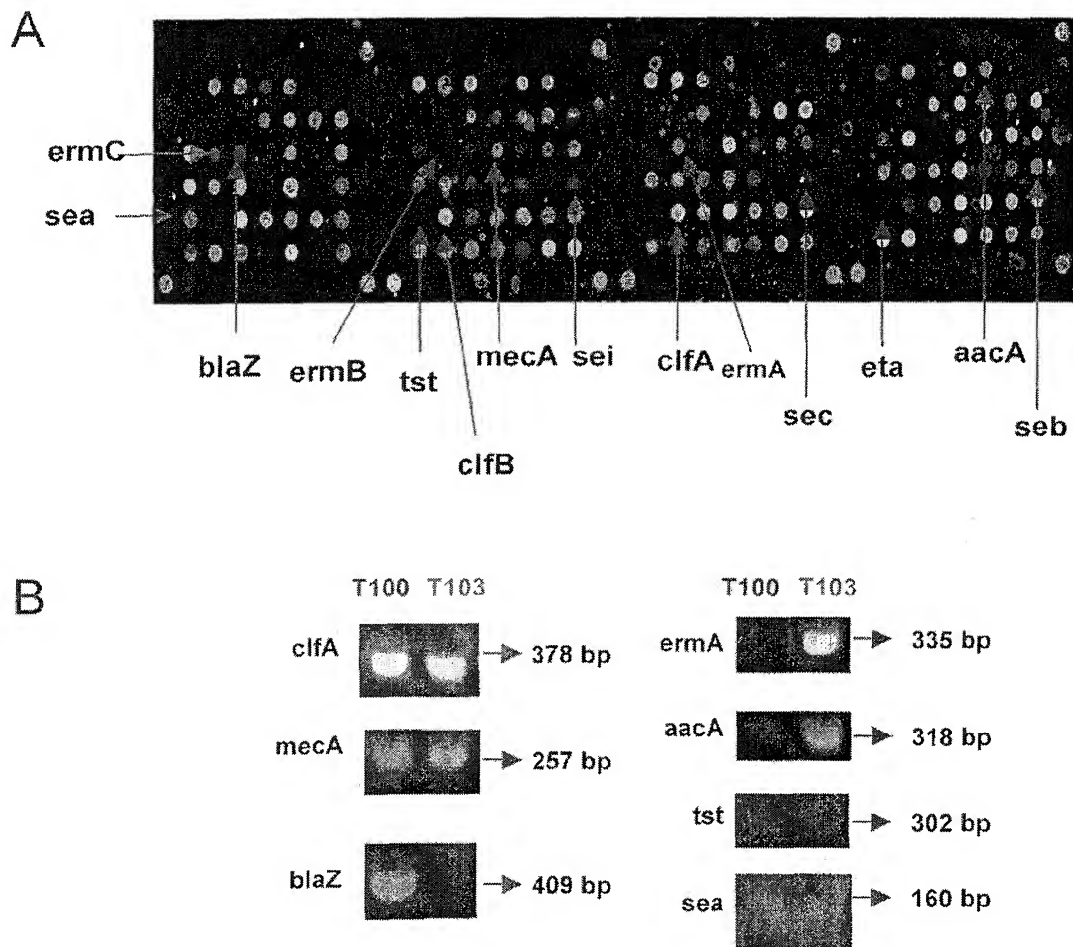 A
ermC
sea
blaZ
ermB
tst
clfB
mecA
sei
clfA
ermA
sec
eta
aacA
seb
B
T100 T103
clfA
378 bp
mecA
257 bp
blaZ
409 bp
T100 T103
ermA
335 bp
aacA
318 bp
tst
302 bp
sea
160 bp